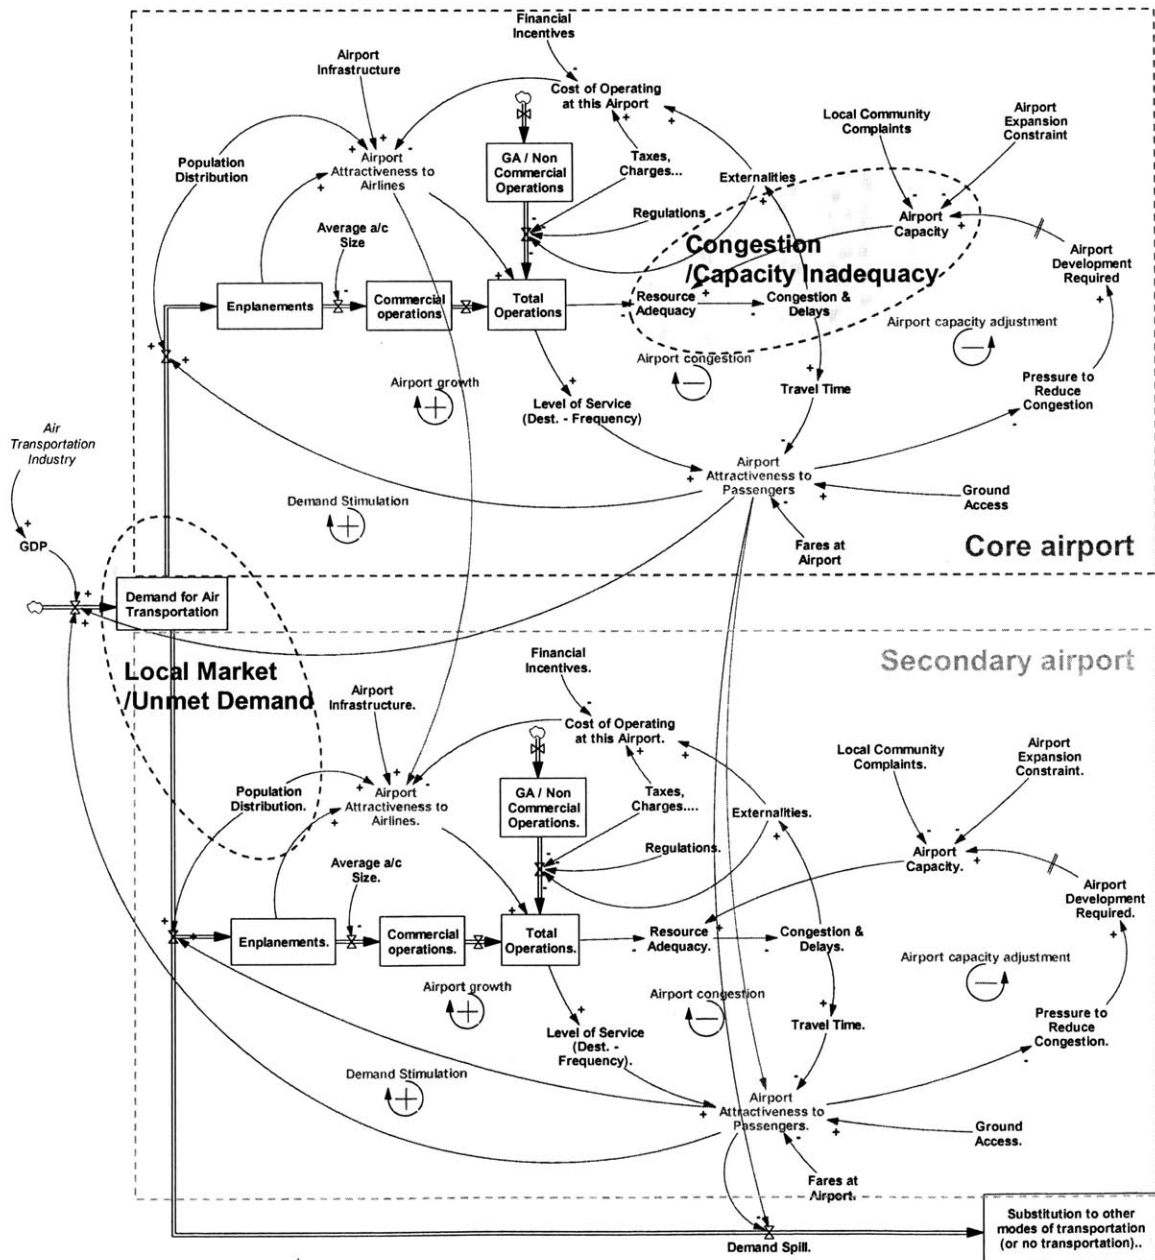 Financial
Incentives
Airport
Infrastructure
Cost of Operating
at this Airport
Local Community
Complaints
Airport
Expansion
Constraint
Population
Distribution
Airport
Attractiveness to
Airlines
GA / Non
Commercial
Operations
Taxes,
Charges...
Externalities
Regulations
Airport
Capacity
Average a/c
Size
Congestion
/Capacity Inadequacy
Airport
Development
Required
Enplanements
Commercial
operations
Total
Operations
Resource
Adequacy
Congestion &
Delays
Airport capacity adjustment
Airport congestion
Airport growth
Travel Time
Pressure to
Reduce
Congestion
Level of Service
(Dest. - Frequency)
Air
Transportation
Industry
Airport
Attractiveness to
Passengers
Ground
Access
Demand Stimulation
Fares at
Airport
Core airport
GDP
Demand for Air
Transportation
Local Market
/Unmet Demand
Secondary airport
Financial
Incentives.
Airport
Infrastructure.
Cost of Operating
at this Airport.
Local Community
Complaints.
Airport
Expansion
Constraint.
Population
Distribution.
Airport
Attractiveness to
Airlines.
GA / Non
Commercial
Operations.
Taxes,
Charges....
Externalities.
Regulations.
Airport
Capacity.
Average a/c
Size.
Airport
Development
Required.
Enplanements.
Commercial
operations.
Total
Operations.
Resource
Adequacy.
Congestion &
Delays.
Airport capacity adjustment
Airport growth
Airport congestion
Travel Time.
Pressure to
Reduce
Congestion.
Level of Service
(Dest. -
Frequency).
Demand Stimulation
Airport
Attractiveness to
Passengers.
Ground
Access.
Fares at
Airport.
Substitution to other
modes of transportation
(or no transportation)..
Demand Spill.